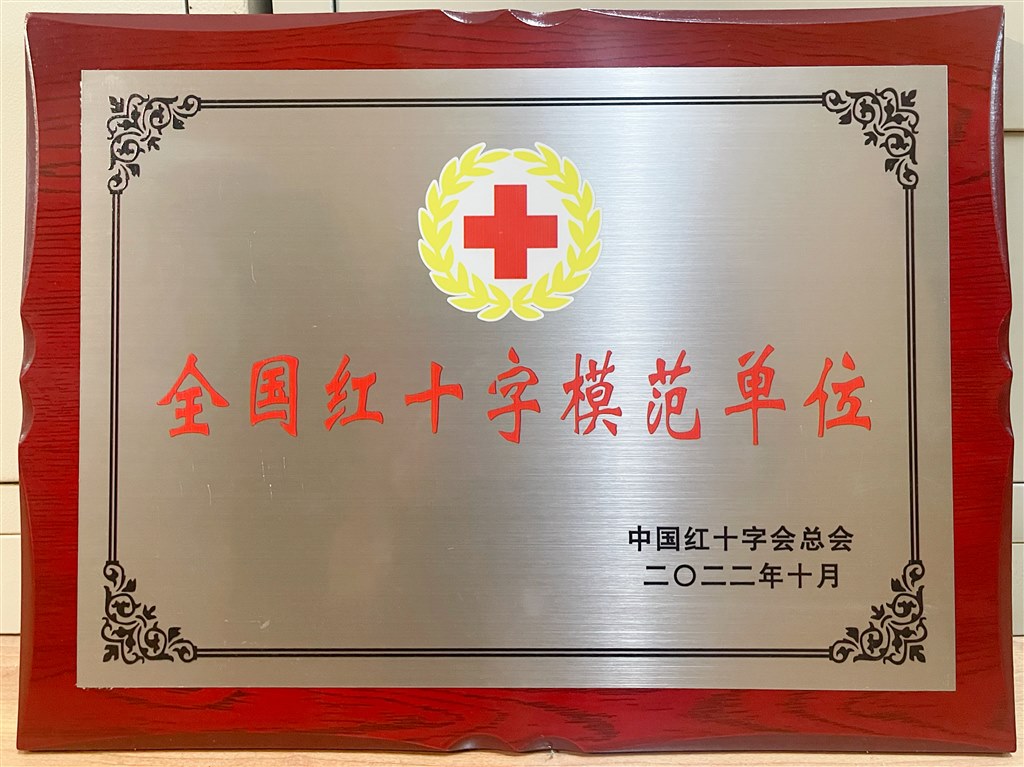 全国红十字模范单位
中国红十字会总会
二〇二二年十月